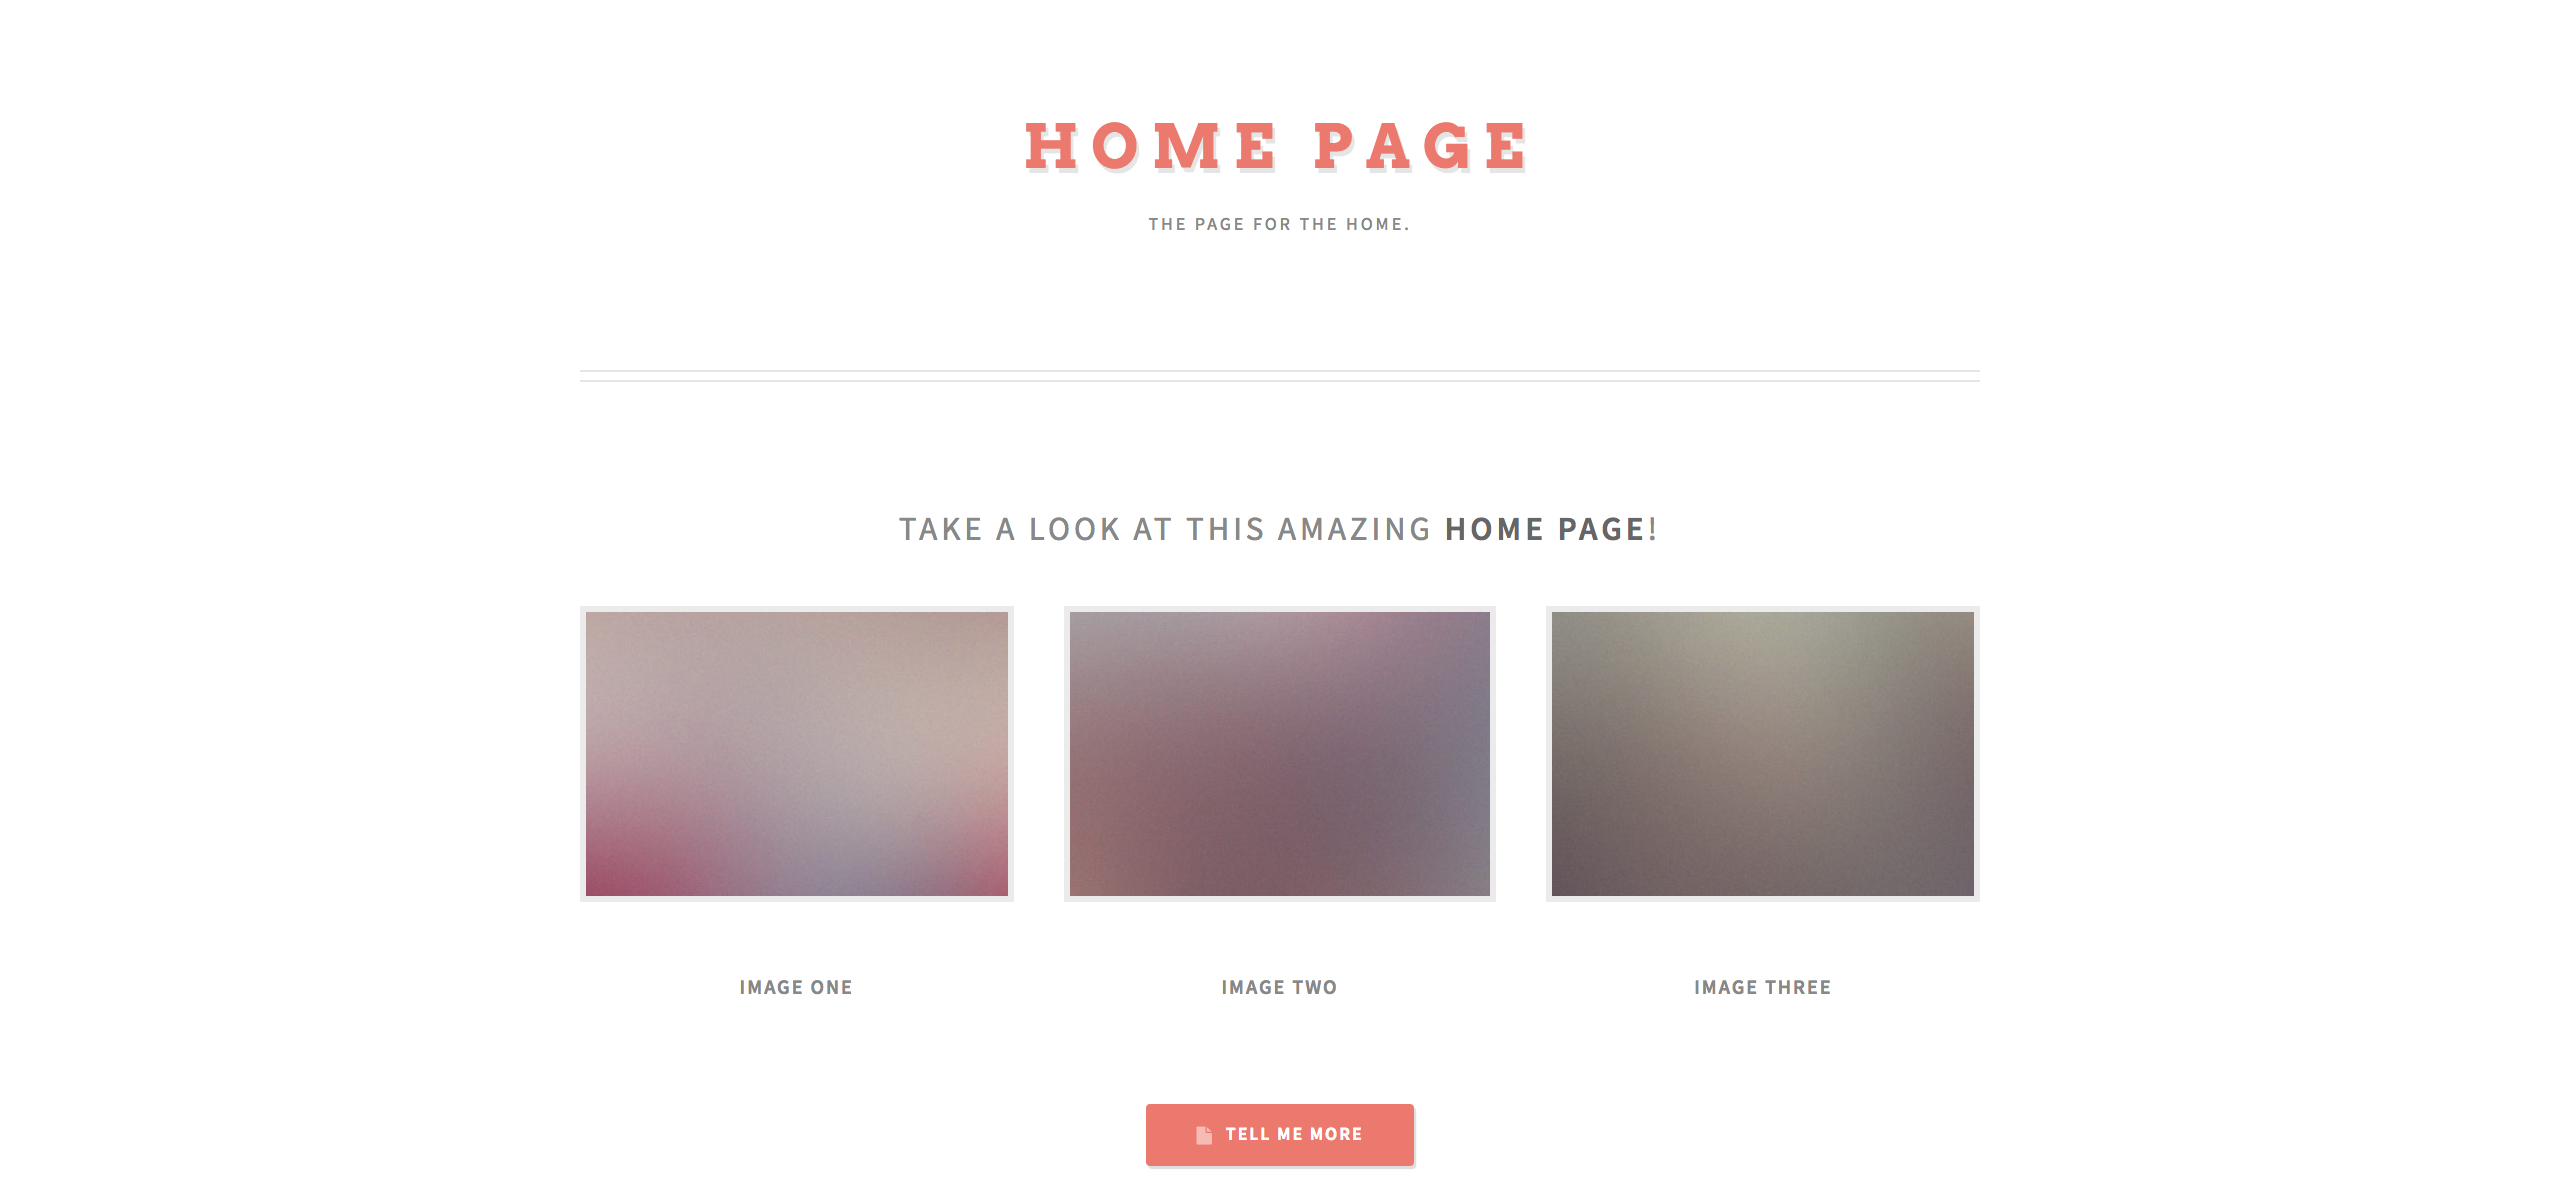 HOME PAGE
THE PAGE FOR THE HOME.
TAKE A LOOK AT THIS AMAZING HOME PAGE!
IMAGE ONE
IMAGE TWO
IMAGE THREE
TELL ME MORE